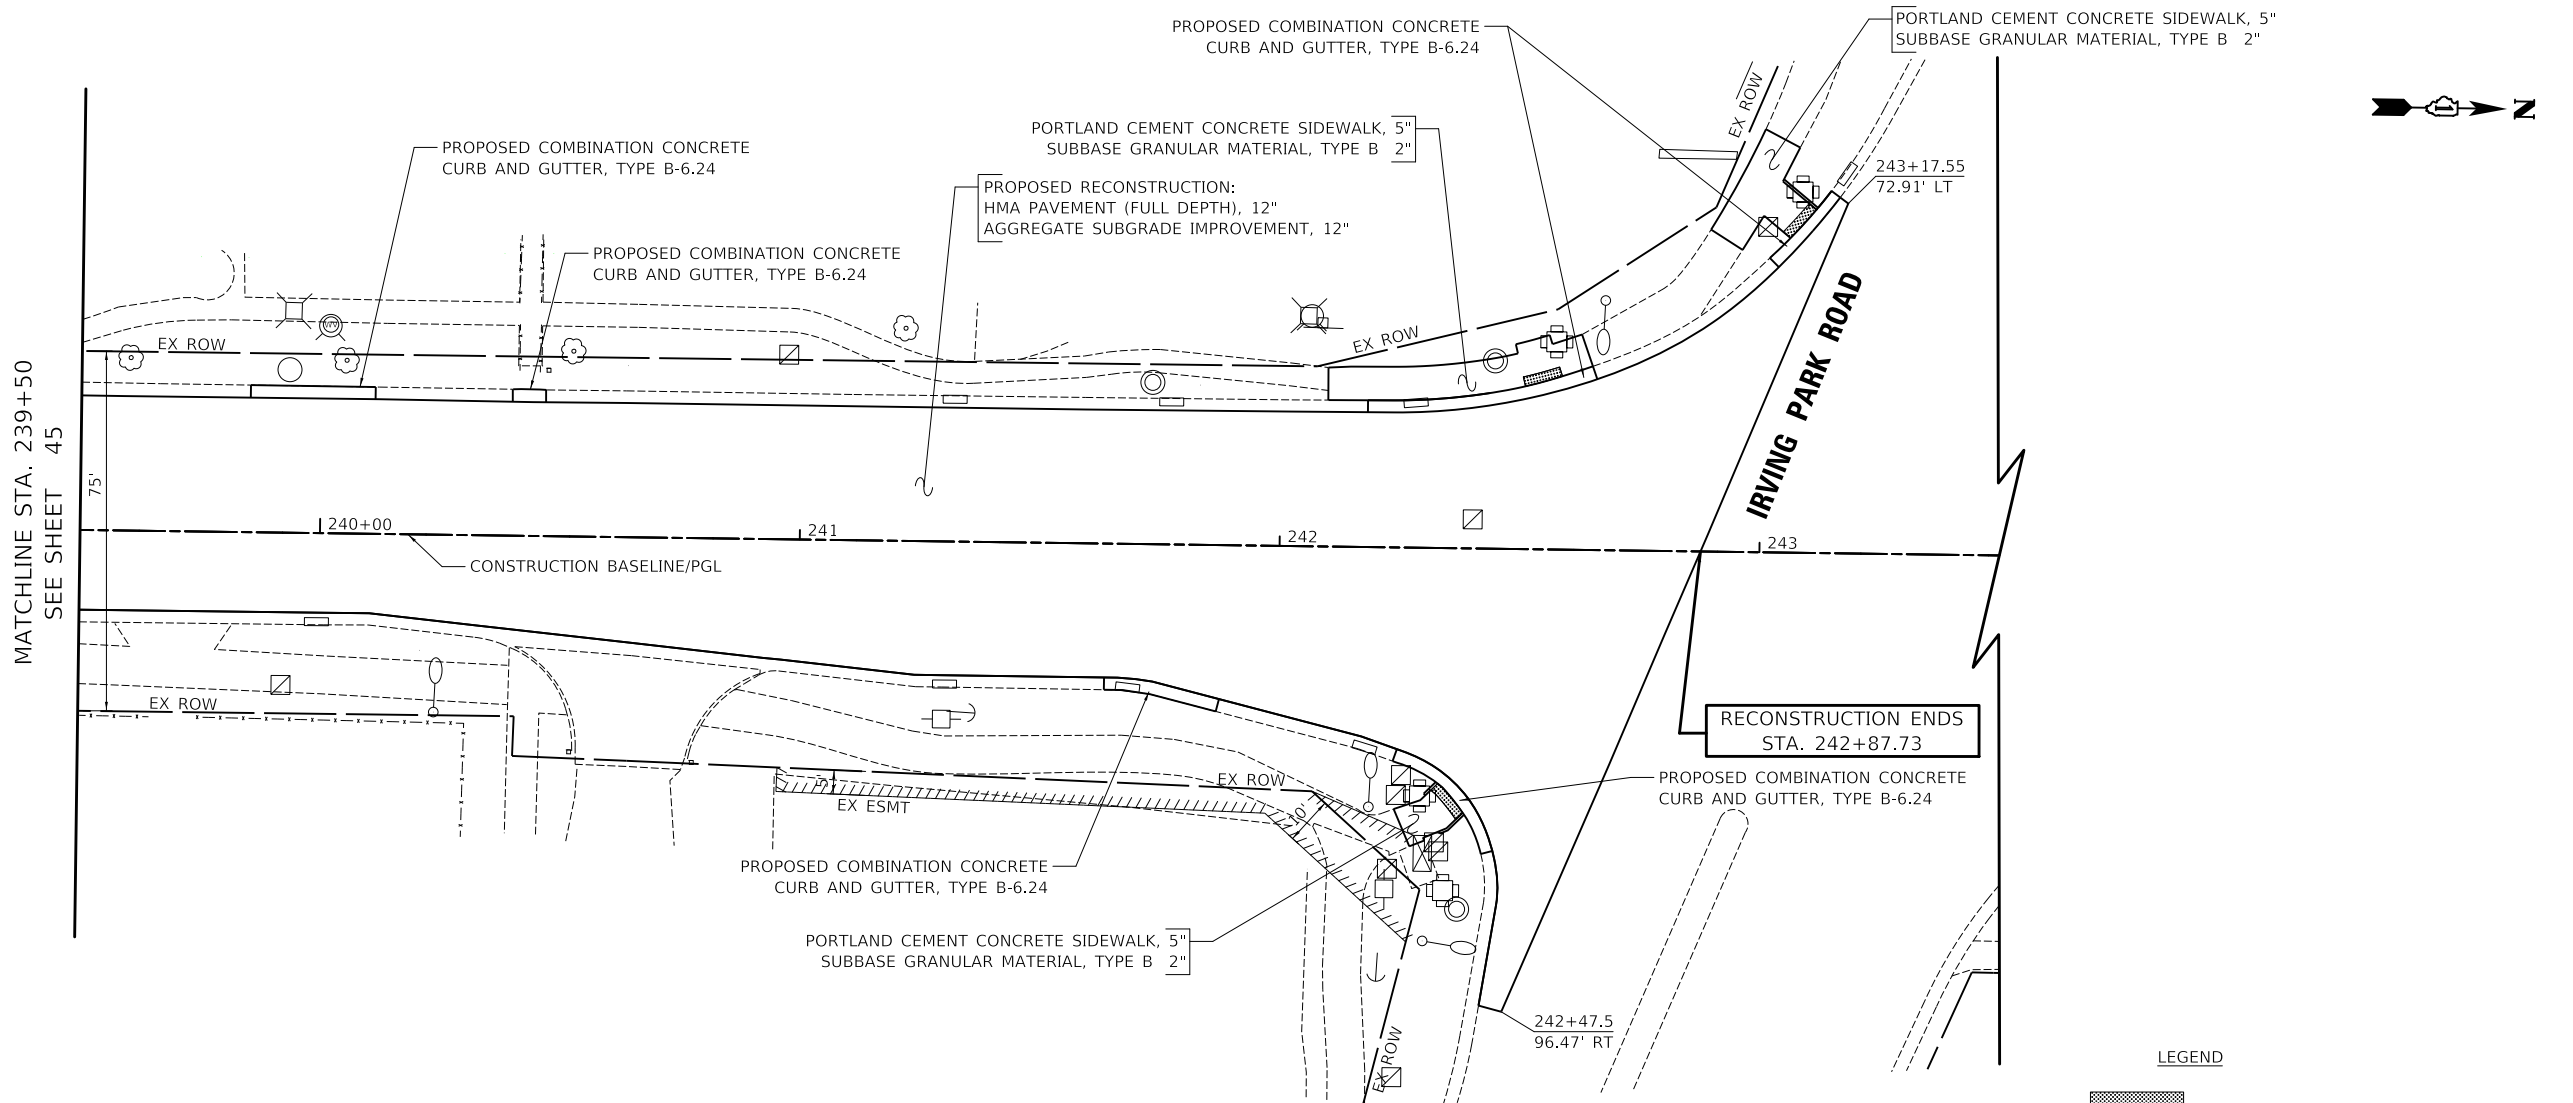 PROPOSED COMBINATION CONCRETE
CURB AND GUTTER, TYPE B-6.24
PORTLAND CEMENT CONCRETE SIDEWALK, 5"
SUBBASE GRANULAR MATERIAL, TYPE B 2"
EX ROW
N
PORTLAND CEMENT CONCRETE SIDEWALK, 5"
SUBBASE GRANULAR MATERIAL, TYPE B 2"
PROPOSED COMBINATION CONCRETE
CURB AND GUTTER, TYPE B-6.24
243+17.55
72.91' LT
PROPOSED RECONSTRUCTION:
HMA PAVEMENT (FULL DEPTH), 12"
AGGREGATE SUBGRADE IMPROVEMENT, 12"
PROPOSED COMBINATION CONCRETE
CURB AND GUTTER, TYPE B-6.24
EX ROW
EX ROW
IRVING PARK ROAD
MATCHLINE STA. 239+50
SEE SHEET 45
75'
240+00
241
242
243
CONSTRUCTION BASELINE/PGL
EX ROW
RECONSTRUCTION ENDS
STA. 242+87.73
EX ROW
5'
EX ESMT
10'
PROPOSED COMBINATION CONCRETE
CURB AND GUTTER, TYPE B-6.24
PROPOSED COMBINATION CONCRETE
CURB AND GUTTER, TYPE B-6.24
PORTLAND CEMENT CONCRETE SIDEWALK, 5"
SUBBASE GRANULAR MATERIAL, TYPE B 2"
242+47.5
96.47' RT
EX ROW
LEGEND